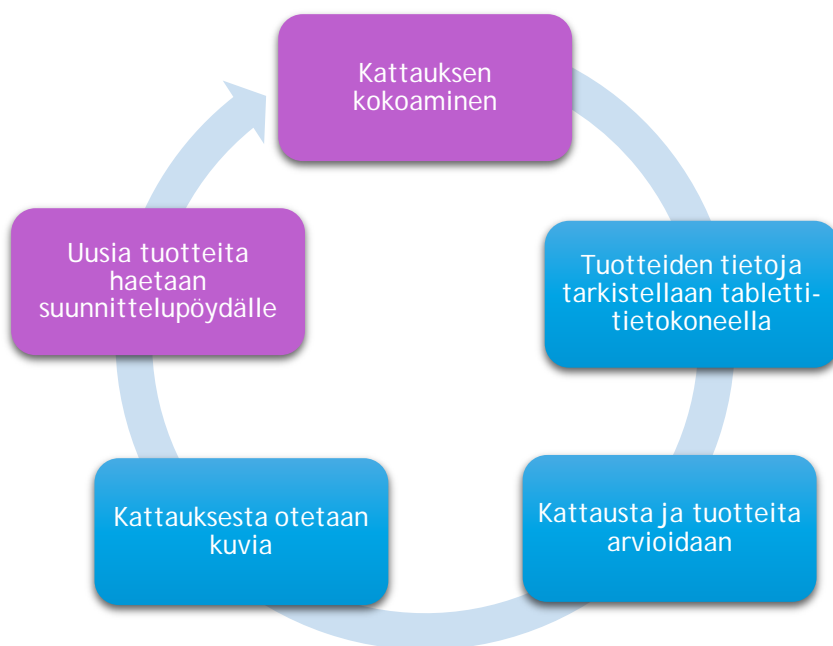 Kattauksen
kokoaminen
Tuotteiden tietoja
tarkistellaan tabletti-
tietokoneella
Kattausta ja tuotteita
arvioidaan
Kattauksesta otetaan
kuvia
Uusia tuotteita
haetaan
suunnittelupöydälle